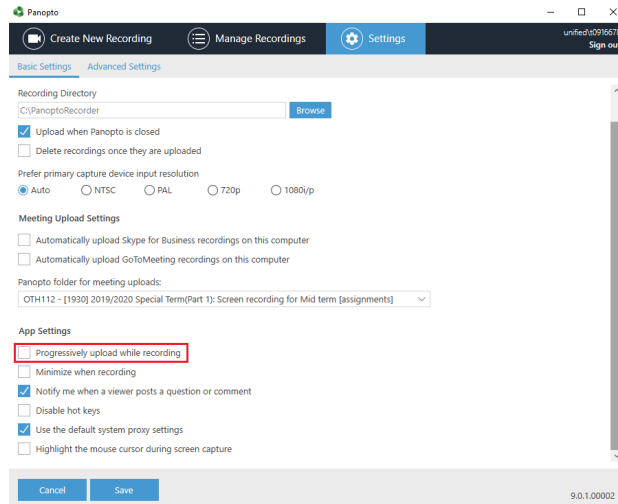 Panopto
Create New Recording Manage Recordings Settings
unified\t0916678
Sign out
Basic Settings Advanced Settings
Recording Directory
C:\PanoptoRecorder Browse
Upload when Panopto is closed
Delete recordings once they are uploaded
Prefer primary capture device input resolution
Auto NTSC PAL 720p 1080i/p
Meeting Upload Settings
Automatically upload Skype for Business recordings on this computer
Automatically upload GoToMeeting recordings on this computer
Panopto folder for meeting uploads:
OTH112 - [1930] 2019/2020 Special Term(Part 1): Screen recording for Mid term [assignments]
App Settings
Progressively upload while recording
Minimize when recording
Notify me when a viewer posts a question or comment
Disable hot keys
Use the default system proxy settings
Highlight the mouse cursor during screen capture
Cancel Save
9.0.1.00002